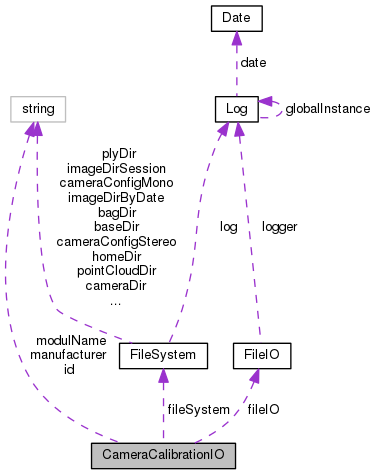 Date
date
string
Log
globalInstance
plyDir
imageDirSession
cameraConfigMono
imageDirByDate
bagDir
baseDir
cameraConfigStereo
homeDir
pointCloudDir
cameraDir
...
log
logger
modulName
manufacturer
id
FileSystem
FileIO
fileSystem
fileIO
CameraCalibrationIO